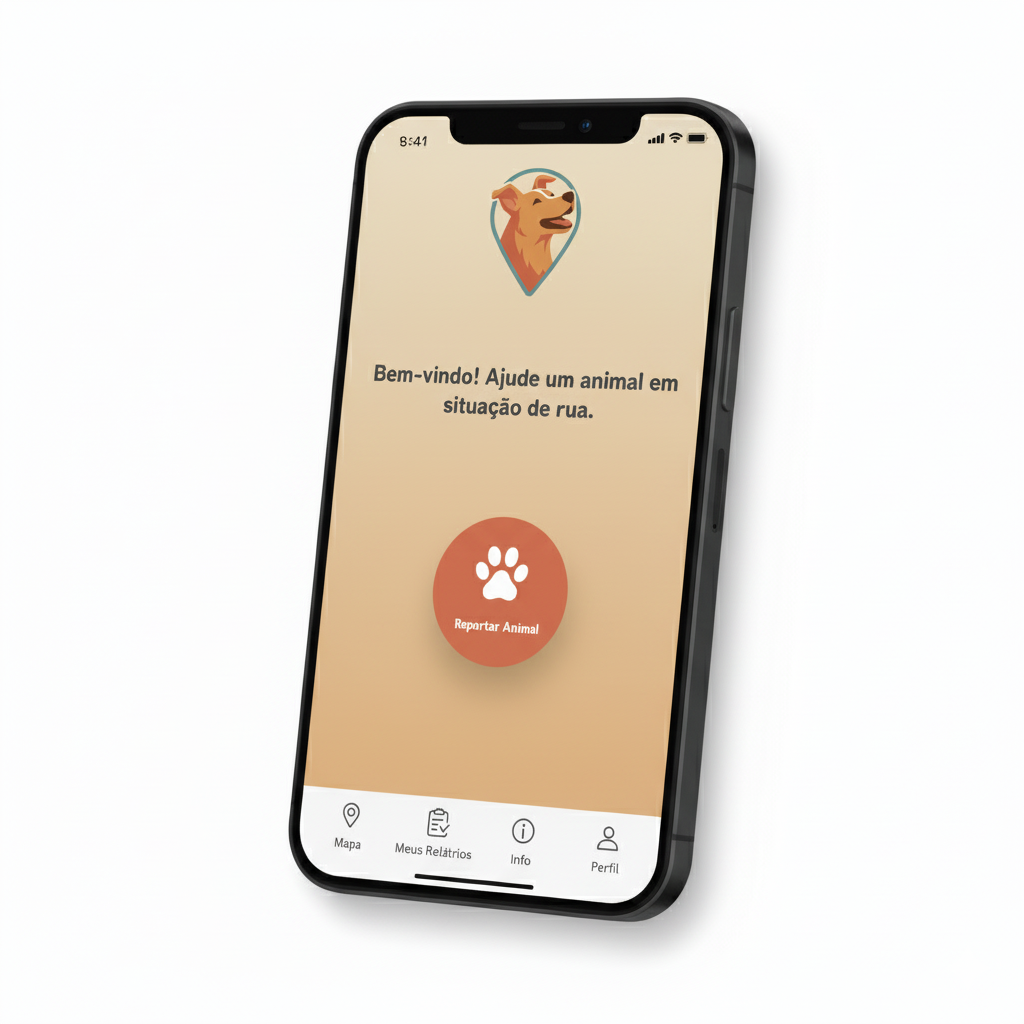 8:41
Bem-vindo! Ajude um animal em
situação de rua.
Reportar Animal
Mapa
Meus Relátrios
Info
Perfil